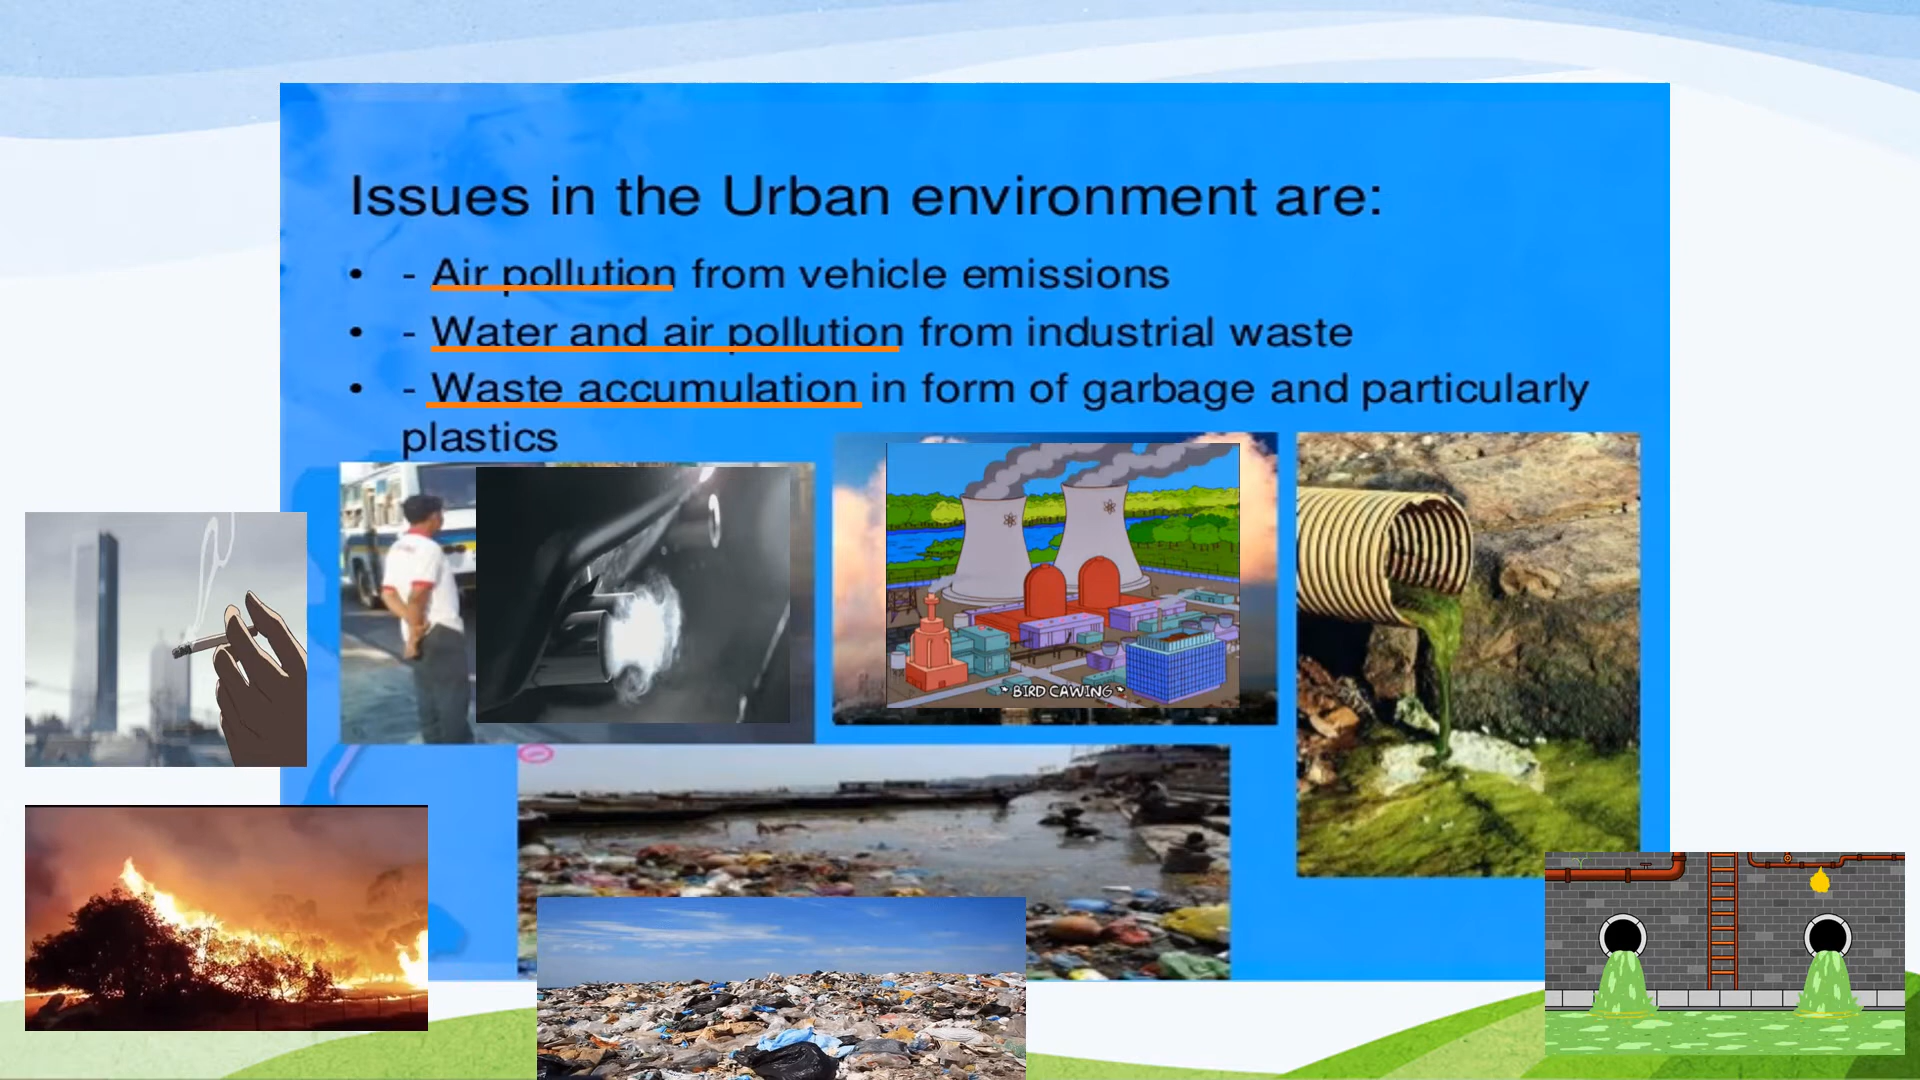 Issues in the Urban environment are:
• - Air pollution from vehicle emissions
• - Water and air pollution from industrial waste
• - Waste accumulation in form of garbage and particularly
plastics
* BIRD CAWING *